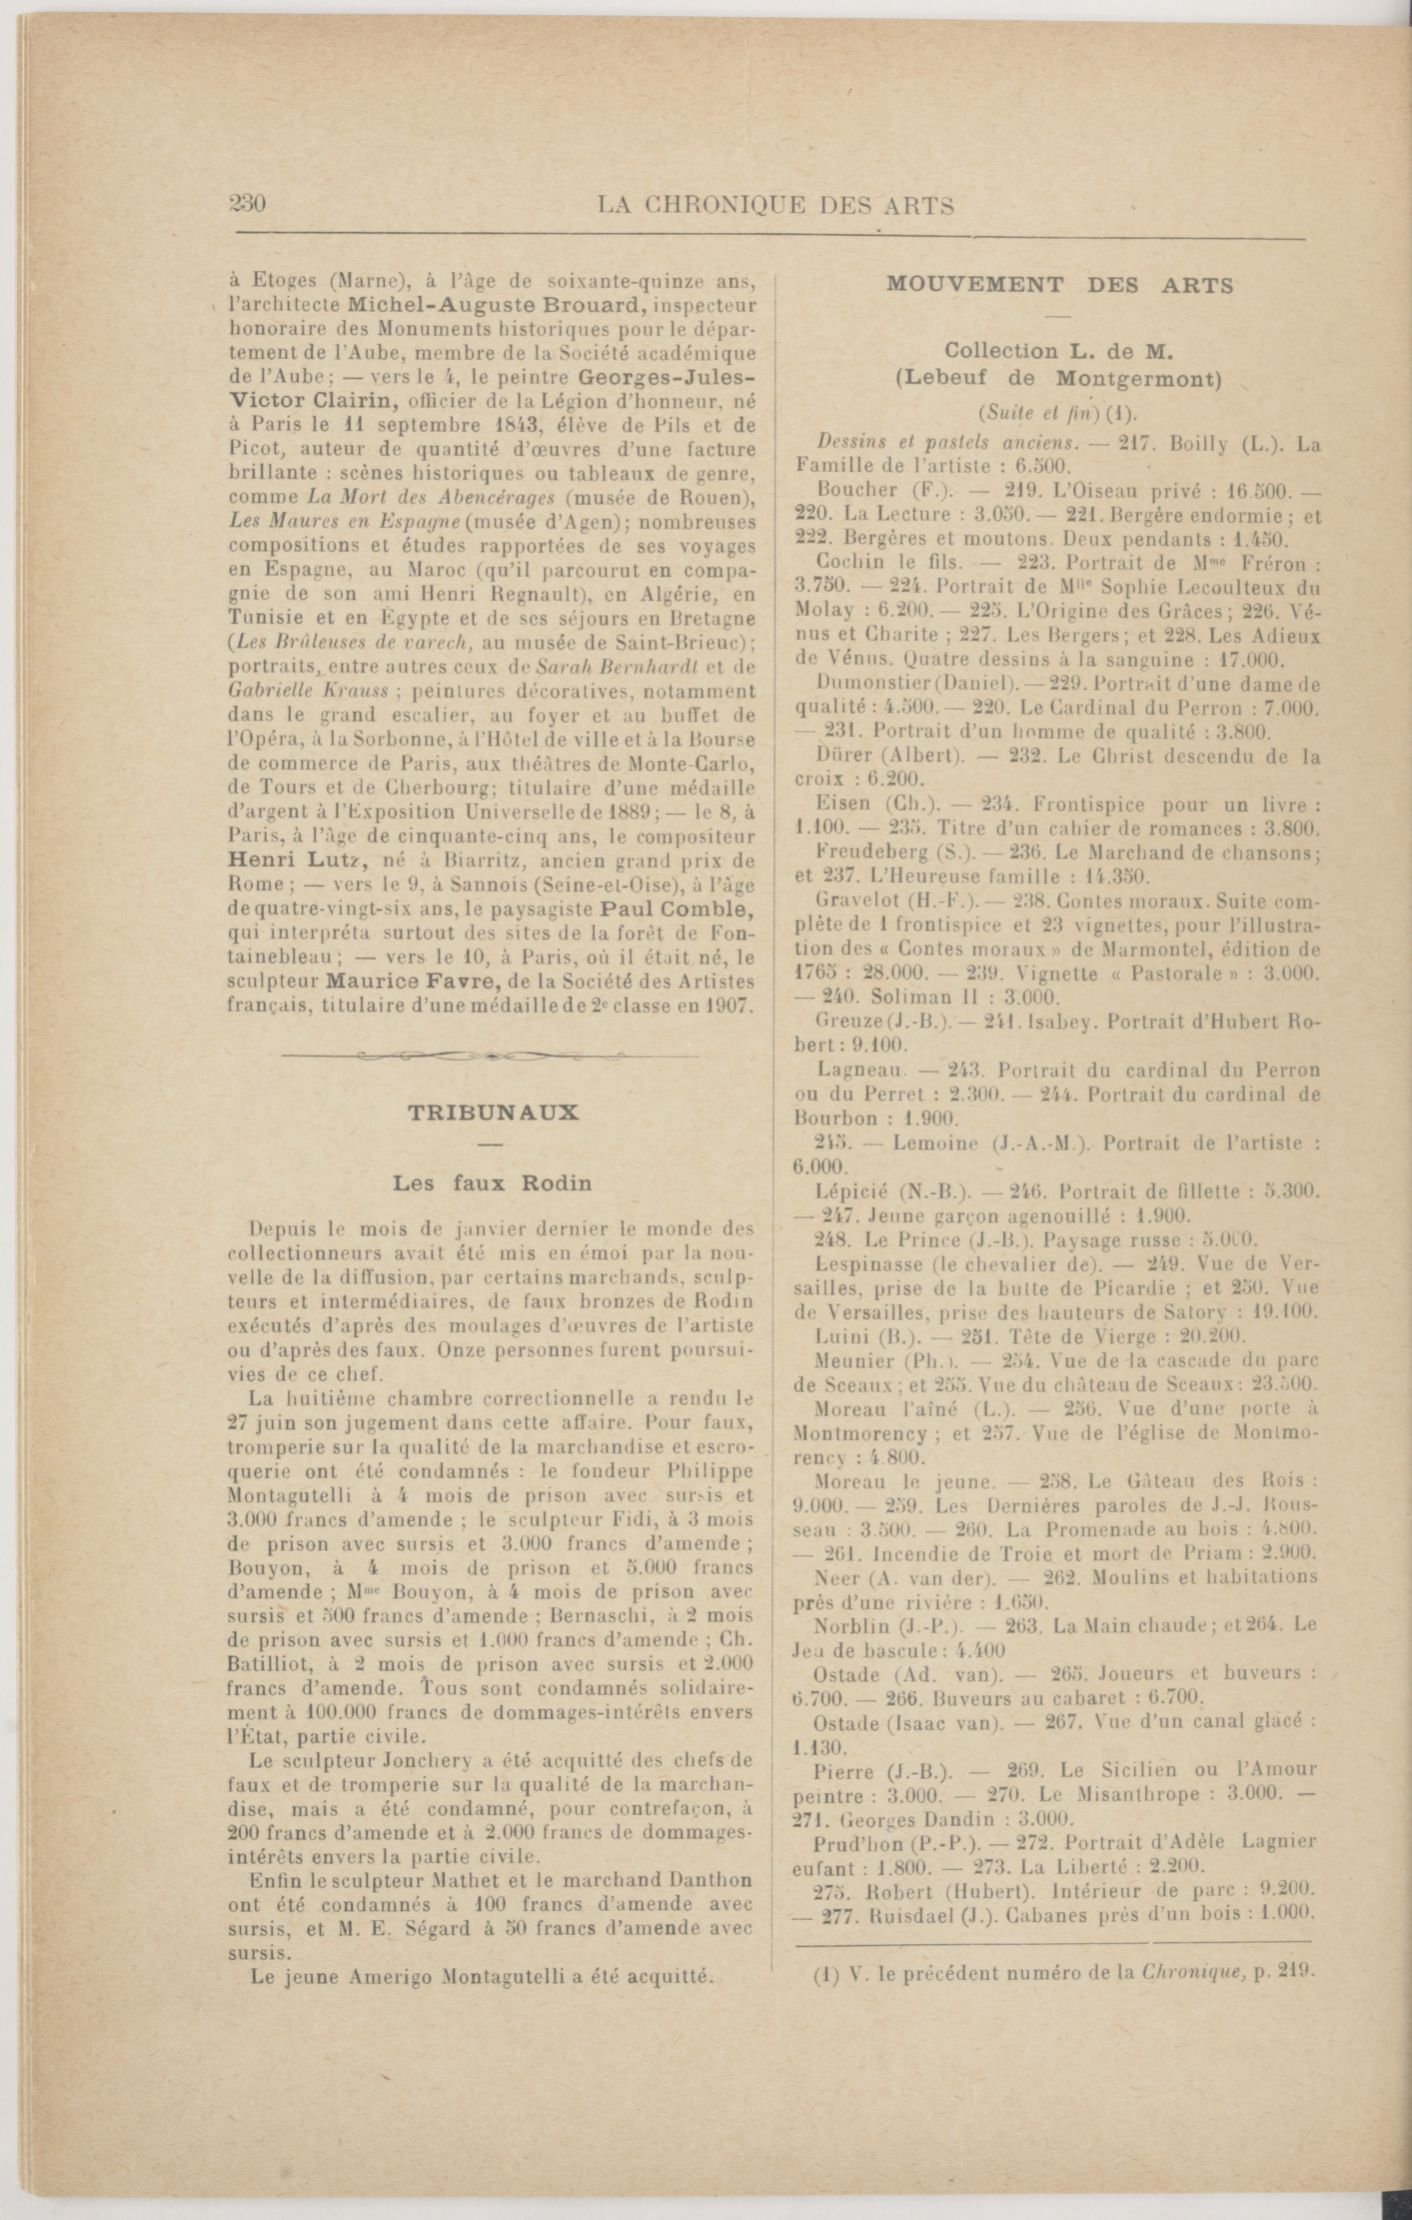 230
LA CHRONIQUE DES ARTS
à Etoges (Marne), à l'âge de soixante-quinze ans,
l'architecte Michel-Auguste Brouard, inspecteur
honoraire des Monuments historiques pour le dépar-
tement de l'Aube, membre de la Société académique
de l'Aube; — vers le 4, le peintre Georges-Jules-
Victor Clairin, officier de la Légion d'honneur, né
à Paris le 11 septembre 1843, élève de Pils et de
Picot, auteur de quantité d'œuvres d'une facture
brillante : scènes historiques ou tableaux de genre,
comme La Mort des Abencérages (musée de Rouen),
Les Maures en Espagne (musée d'Agen); nombreuses
compositions et études rapportées de ses voyages
en Espagne, au Maroc (qu'il parcourut en compa-
gnie de son ami Henri Regnault), en Algérie, en
Tunisie et en Égypte et de ses séjours en Bretagne
(Les Brûleuses de varech, au musée de Saint-Brieuc);
portraits, entre autres ceux de Sarah Bernhardt et de
Gabrielle Krauss ; peintures décoratives, notamment
dans le grand escalier, au foyer et au buffet de
l'Opéra, à la Sorbonne, à l'Hôtel de ville et à la Bourse
de commerce de Paris, aux théâtres de Monte-Carlo,
de Tours et de Cherbourg; titulaire d'une médaille
d'argent à l'Exposition Universelle de 1889; — le 8, à
Paris, à l'âge de cinquante-cinq ans, le compositeur
Henri Lutz, né à Biarritz, ancien grand prix de
Rome ; — vers le 9, à Sannois (Seine-et-Oise), à l'âge
de quatre-vingt-six ans, le paysagiste Paul Comble,
qui interpréta surtout des sites de la forêt de Fon-
tainebleau ; — vers le 10, à Paris, où il était né, le
sculpteur Maurice Favre, de la Société des Artistes
français, titulaire d'une médaille de 2e classe en 1907.
TRIBUNAUX
Les faux Rodin
Depuis le mois de janvier dernier le monde des
collectionneurs avait été mis en émoi par la nou-
velle de la diffusion, par certains marchands, sculp-
teurs et intermédiaires, de faux bronzes de Rodin
exécutés d'après des moulages d'œuvres de l'artiste
ou d'après des faux. Onze personnes furent poursui-
vies de ce chef.
La huitième chambre correctionnelle a rendu le
27 juin son jugement dans cette affaire. Pour faux,
tromperie sur la qualité de la marchandise et escro-
querie ont été condamnés : le fondeur Philippe
Montagutelli à 4 mois de prison avec sursis et
3.000 francs d'amende ; le sculpteur Fidi, à 3 mois
de prison avec sursis et 3.000 francs d'amende ;
Bouyon, à 4 mois de prison et 5.000 francs
d'amende ; Mme Bouyon, à 4 mois de prison avec
sursis et 500 francs d'amende ; Bernaschi, à 2 mois
de prison avec sursis et 1.000 francs d'amende ; Ch.
Batilliot, à 2 mois de prison avec sursis et 2.000
francs d'amende. Tous sont condamnés solidaire-
ment à 100.000 francs de dommages-intérêts envers
l'État, partie civile.
Le sculpteur Jonchery a été acquitté des chefs de
faux et de tromperie sur la qualité de la marchan-
dise, mais a été condamné, pour contrefaçon, à
200 francs d'amende et à 2.000 francs de dommages-
intérêts envers la partie civile.
Enfin le sculpteur Mathet et le marchand Danthon
ont été condamnés à 100 francs d'amende avec
sursis, et M. E. Ségard à 50 francs d'amende avec
sursis.
Le jeune Amerigo Montagutelli a été acquitté.
MOUVEMENT DES ARTS
Collection L. de M.
(Lebeuf de Montgermont)
(Suite et fin) (1).
Dessins et pastels anciens. — 217. Boilly (L.). La
Famille de l'artiste : 6.500.
Boucher (F.). — 219. L'Oiseau privé : 16.500. —
220. La Lecture : 3.050. — 221. Bergère endormie ; et
222. Bergères et moutons. Deux pendants : 1.450.
Cochin le fils. — 223. Portrait de Mme Fréron :
3.750. — 224. Portrait de Mlle Sophie Lecoulteux du
Molay : 6.200. — 225. L'Origine des Grâces; 226. Vé-
nus et Charite ; 227. Les Bergers; et 228. Les Adieux
de Vénus. Quatre dessins à la sanguine : 17.000.
Dumonstier (Daniel). — 229. Portrait d'une dame de
qualité : 4.500. — 220. Le Cardinal du Perron : 7.000.
— 231. Portrait d'un homme de qualité : 3.800.
Dürer (Albert). — 232. Le Christ descendu de la
croix : 6.200.
Eisen (Ch.). — 234. Frontispice pour un livre :
1.100. — 235. Titre d'un cahier de romances : 3.800.
Freudeberg (S.). — 236. Le Marchand de chansons;
et 237. L'Heureuse famille : 14.350.
Gravelot (H.-F.). — 238. Contes moraux. Suite com-
plète de 1 frontispice et 23 vignettes, pour l'illustra-
tion des « Contes moraux » de Marmontel, édition de
1765 : 28.000. — 239. Vignette « Pastorale » : 3.000.
— 240. Soliman II : 3.000.
Greuze (J.-B.). — 241. Isabey. Portrait d'Hubert Ro-
bert : 9.100.
Lagneau. — 243. Portrait du cardinal du Perron
ou du Perret : 2.300. — 244. Portrait du cardinal de
Bourbon : 1.900.
245. — Lemoine (J.-A.-M.). Portrait de l'artiste :
6.000.
Lépicié (N.-B.). — 246. Portrait de fillette : 5.300.
— 247. Jeune garçon agenouillé : 1.900.
248. Le Prince (J.-B.). Paysage russe : 5.000.
Lespinasse (le chevalier de). — 249. Vue de Ver-
sailles, prise de la butte de Picardie ; et 250. Vue
de Versailles, prise des hauteurs de Satory : 19.100.
Luini (B.). — 251. Tête de Vierge : 20.200.
Meunier (Ph.). — 254. Vue de la cascade du parc
de Sceaux ; et 255. Vue du château de Sceaux : 23.500.
Moreau l'aîné (L.). — 256. Vue d'une porte à
Montmorency ; et 257. Vue de l'église de Montmo-
rency : 4.800.
Moreau le jeune. — 258. Le Gâteau des Rois :
9.000. — 259. Les Dernières paroles de J.-J. Rous-
seau : 3.500. — 260. La Promenade au bois : 4.800.
— 261. Incendie de Troie et mort de Priam : 2.900.
Neer (A. van der). — 262. Moulins et habitations
près d'une rivière : 1.650.
Norblin (J.-P.). — 263. La Main chaude; et 264. Le
Jeu de bascule : 4.400
Ostade (Ad. van). — 265. Joueurs et buveurs :
6.700. — 266. Buveurs au cabaret : 6.700.
Ostade (Isaac van). — 267. Vue d'un canal glacé :
1.130.
Pierre (J.-B.). — 269. Le Sicilien ou l'Amour
peintre : 3.000. — 270. Le Misanthrope : 3.000. —
271. Georges Dandin : 3.000.
Prud'hon (P.-P.). — 272. Portrait d'Adèle Lagnier
eufant : 1.800. — 273. La Liberté : 2.200.
275. Robert (Hubert). Intérieur de parc : 9.200.
— 277. Ruisdael (J.). Cabanes près d'un bois : 1.000.
(1) V. le précédent numéro de la Chronique, p. 219.